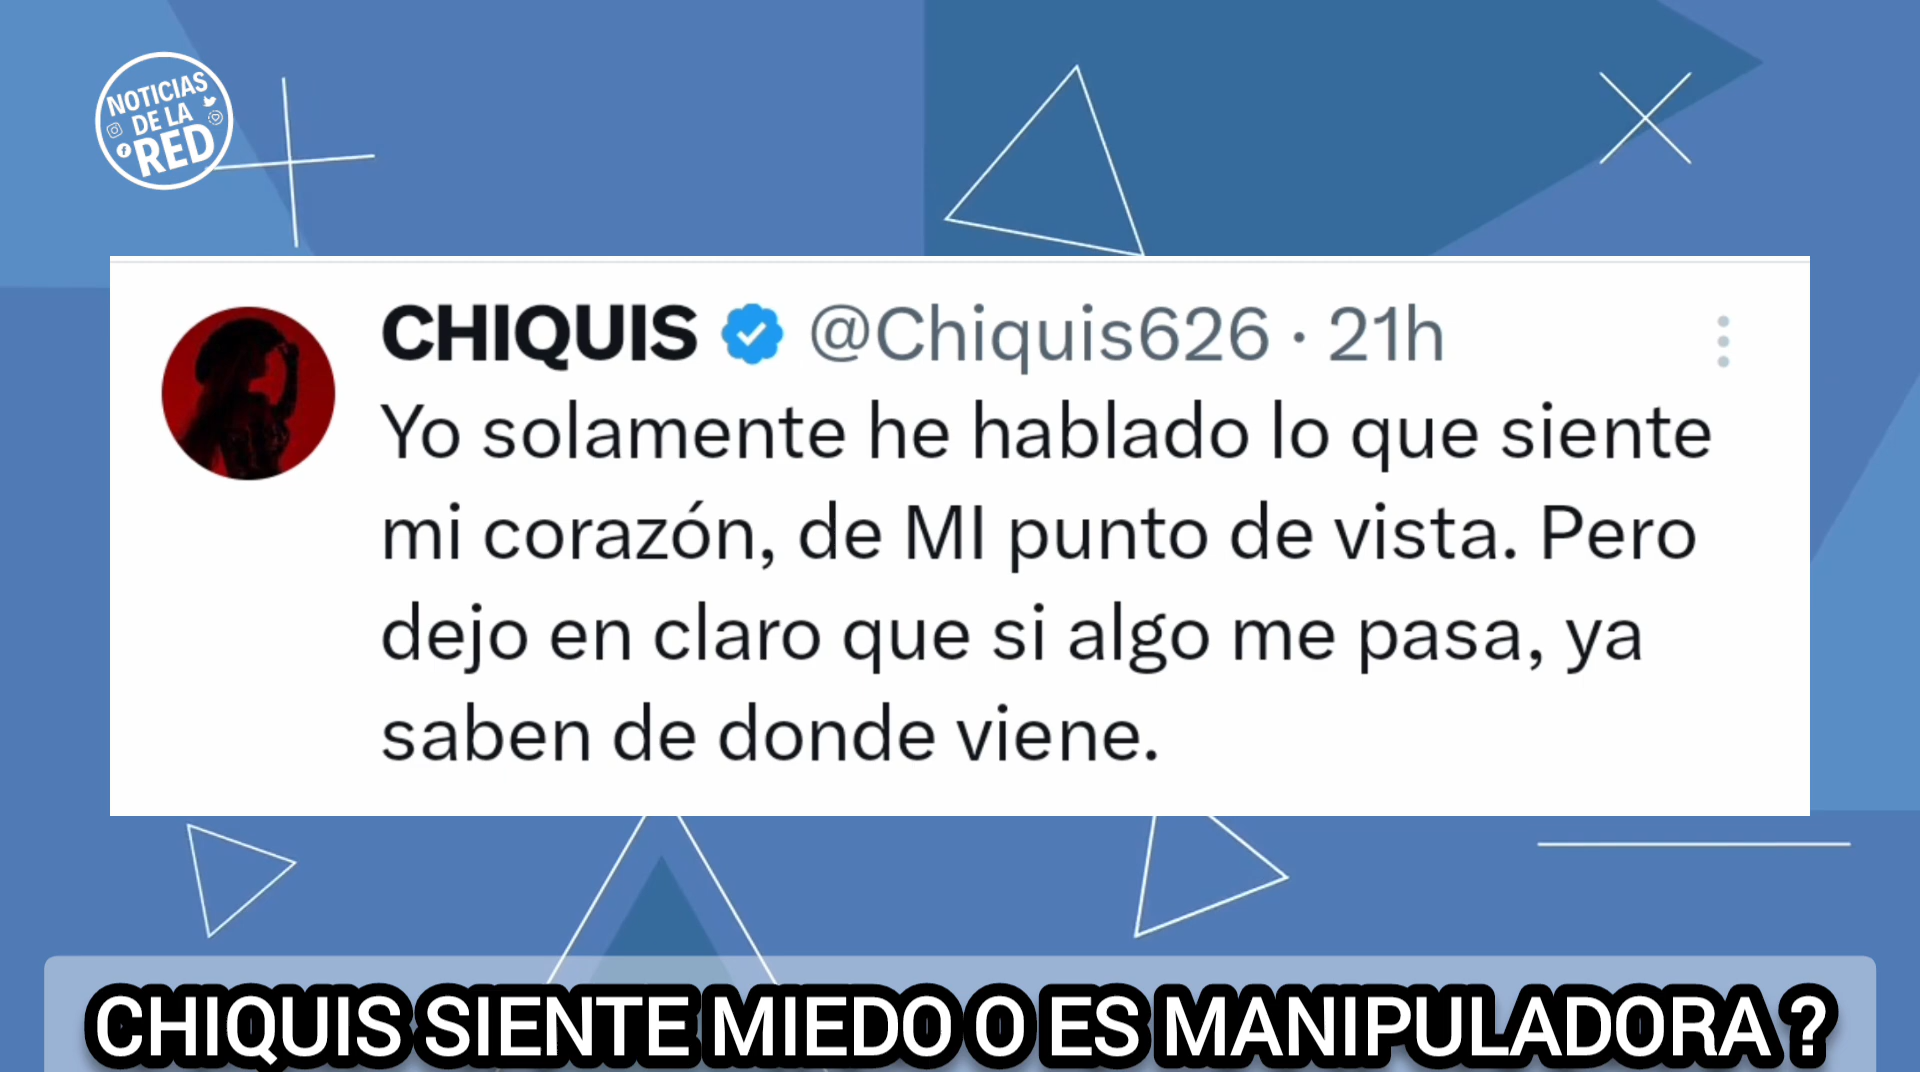 NOTICIAS
DE LA
RED
CHIQUIS @Chiquis626 · 21h
Yo solamente he hablado lo que siente
mi corazón, de MI punto de vista. Pero
dejo en claro que si algo me pasa, ya
saben de donde viene.
CHIQUIS SIENTE MIEDO O ES MANIPULADORA ?